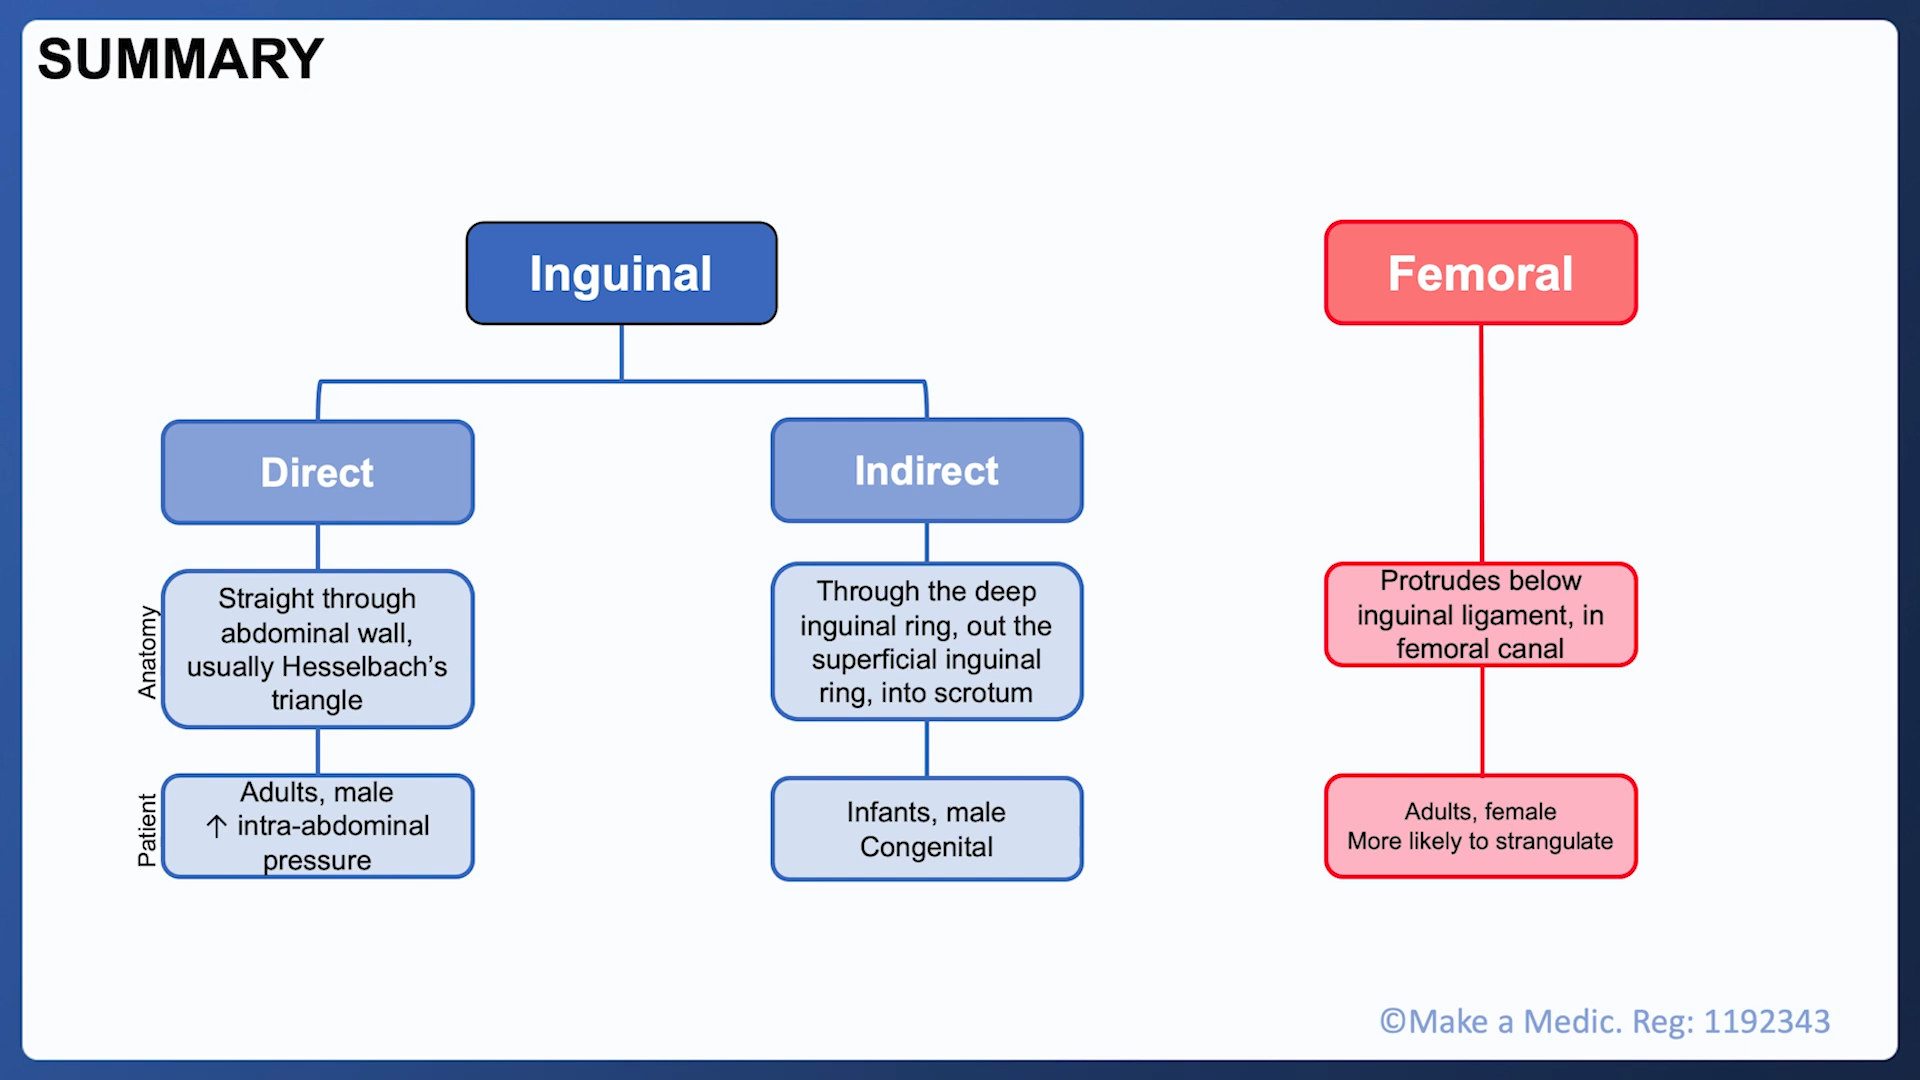 SUMMARY
Inguinal
Femoral
Direct
Indirect
Anatomy
Straight through
abdominal wall,
usually Hesselbach’s
triangle
Through the deep
inguinal ring, out the
superficial inguinal
ring, into scrotum
Protrudes below
inguinal ligament, in
femoral canal
Patient
Adults, male
↑ intra-abdominal
pressure
Infants, male
Congenital
Adults, female
More likely to strangulate
©Make a Medic. Reg: 1192343